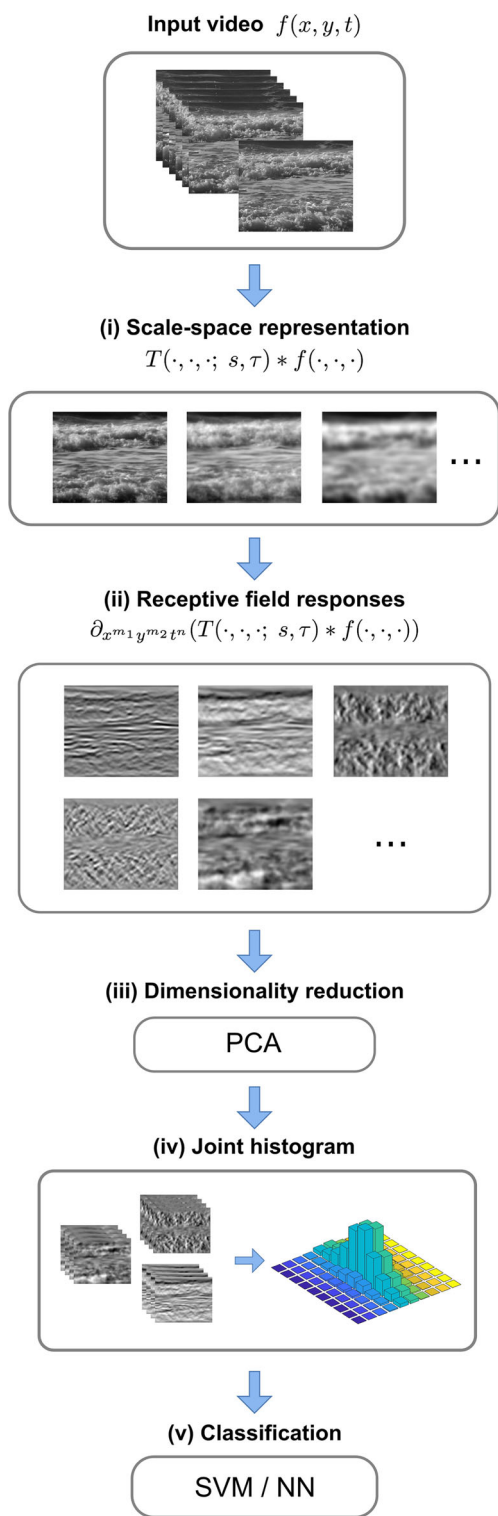 Input video f(x, y, t)
(i) Scale-space representation
T(·, ·, ·; s, τ) ∗ f(·, ·, ·)
...
(ii) Receptive field responses
∂_{x^{m_1} y^{m_2} t^n}(T(·, ·, ·; s, τ) ∗ f(·, ·, ·))
...
(iii) Dimensionality reduction
PCA
(iv) Joint histogram
(v) Classification
SVM / NN